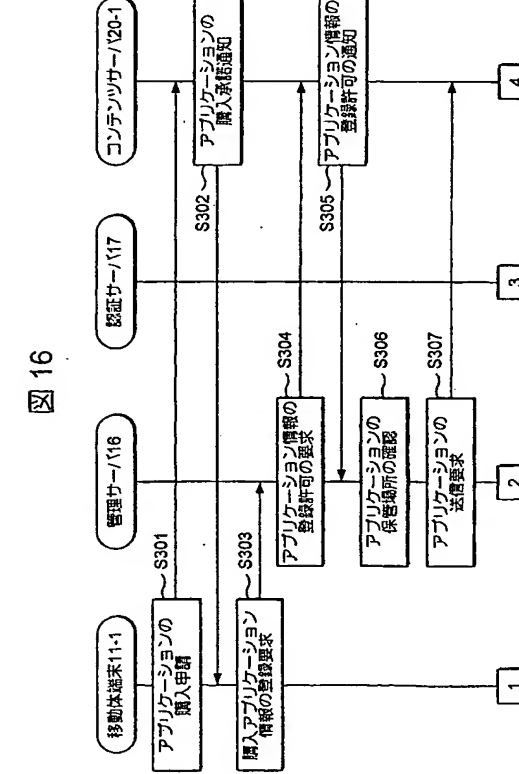 図 16
移動体端末11-1
管理サーバ16
認証サーバ17
コンテンツサーバ20-1
アプリケーションの
購入申請
S301
アプリケーションの
購入承諾通知
S302
購入アプリケーション
情報の登録要求
S303
アプリケーション情報の
登録許可の要求
S304
アプリケーション情報の
登録許可の通知
S305
アプリケーションの
保管場所の確認
S306
アプリケーションの
送信要求
S307
1
2
3
4